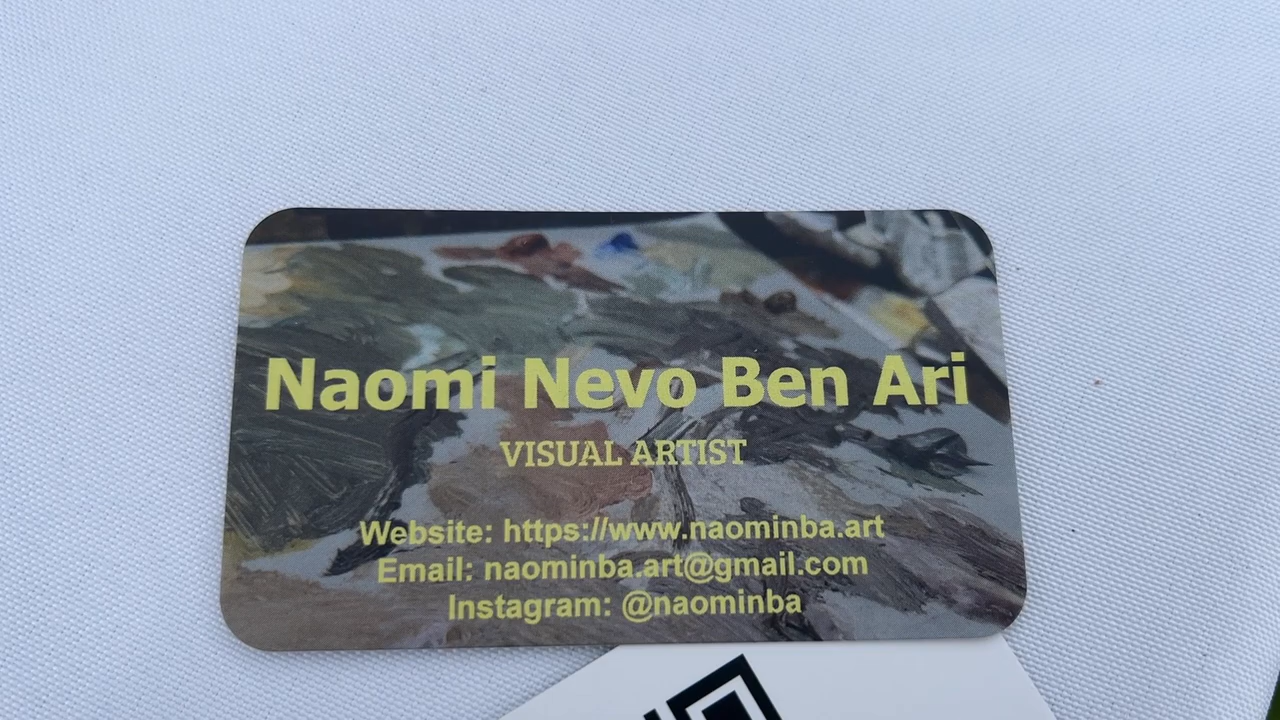 Naomi Nevo Ben Ari
VISUAL ARTIST
Website: https://www.naominba.art
Email: naominba.art@gmail.com
Instagram: @naominba